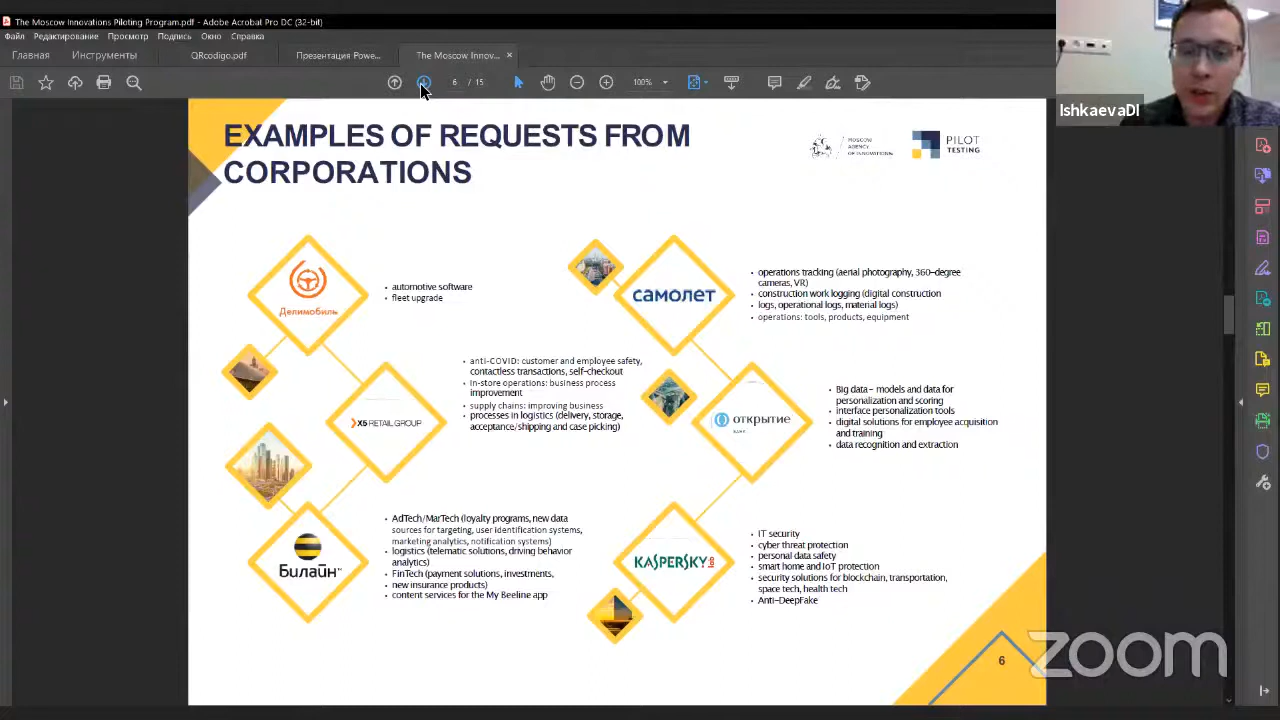 The Moscow Innovations Piloting Program.pdf - Adobe Acrobat Pro DC (32-bit)
Файл Редактирование Просмотр Подпись Окно Справка
Главная Инструменты QRcodigo.pdf Презентация Powe... The Moscow Innov... ×
6 / 15 100%
IshkaevaDI
EXAMPLES OF REQUESTS FROM
CORPORATIONS
MOSCOW
AGENCY
OF INNOVATIONS
PILOT
TESTING
Делимобиль
• automotive software
• fleet upgrade
X5 RETAIL GROUP
• anti-COVID: customer and employee safety,
contactless transactions, self-checkout
• in-store operations: business process
improvement
• supply chains: improving business
• processes in logistics (delivery, storage,
acceptance/shipping and case picking)
Билайн™
• AdTech/MarTech (loyalty programs, new data
sources for targeting, user identification systems,
marketing analytics, notification systems)
• logistics (telematic solutions, driving behavior
analytics)
• FinTech (payment solutions, investments,
• new insurance products)
• content services for the My Beeline app
самолет
• operations tracking (aerial photography, 360-degree
cameras, VR)
• construction work logging (digital construction
• logs, operational logs, material logs)
• operations: tools, products, equipment
открытие
БАНК
• Big data- models and data for
personalization and scoring
• interface personalization tools
• digital solutions for employee acquisition
and training
• data recognition and extraction
KASPERSKY lab
• IT security
• cyber threat protection
• personal data safety
• smart home and IoT protection
• security solutions for blockchain, transportation,
space tech, health tech
• Anti-DeepFake
6
zoom